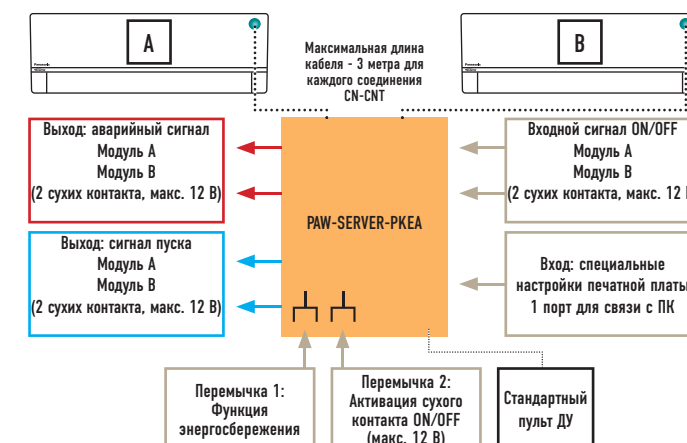 A
B
Максимальная длина
кабеля - 3 метра для
каждого соединения
CN-CNT
Выход: аварийный сигнал
Модуль А
Модуль В
(2 сухих контакта, макс. 12 В)
Выход: сигнал пуска
Модуль А
Модуль В
(2 сухих контакта, макс. 12 В)
PAW-SERVER-PKEA
Входной сигнал ON/OFF
Модуль А
Модуль В
(2 сухих контакта, макс. 12
Вход: специальные
настройки печатной платы
1 порт для связи с ПК
Перемычка 1:
Функция
энергосбережения
Перемычка 2:
Активация сухого
контакта ON/OFF
(макс. 12 В)
Стандартный
пульт ДУ